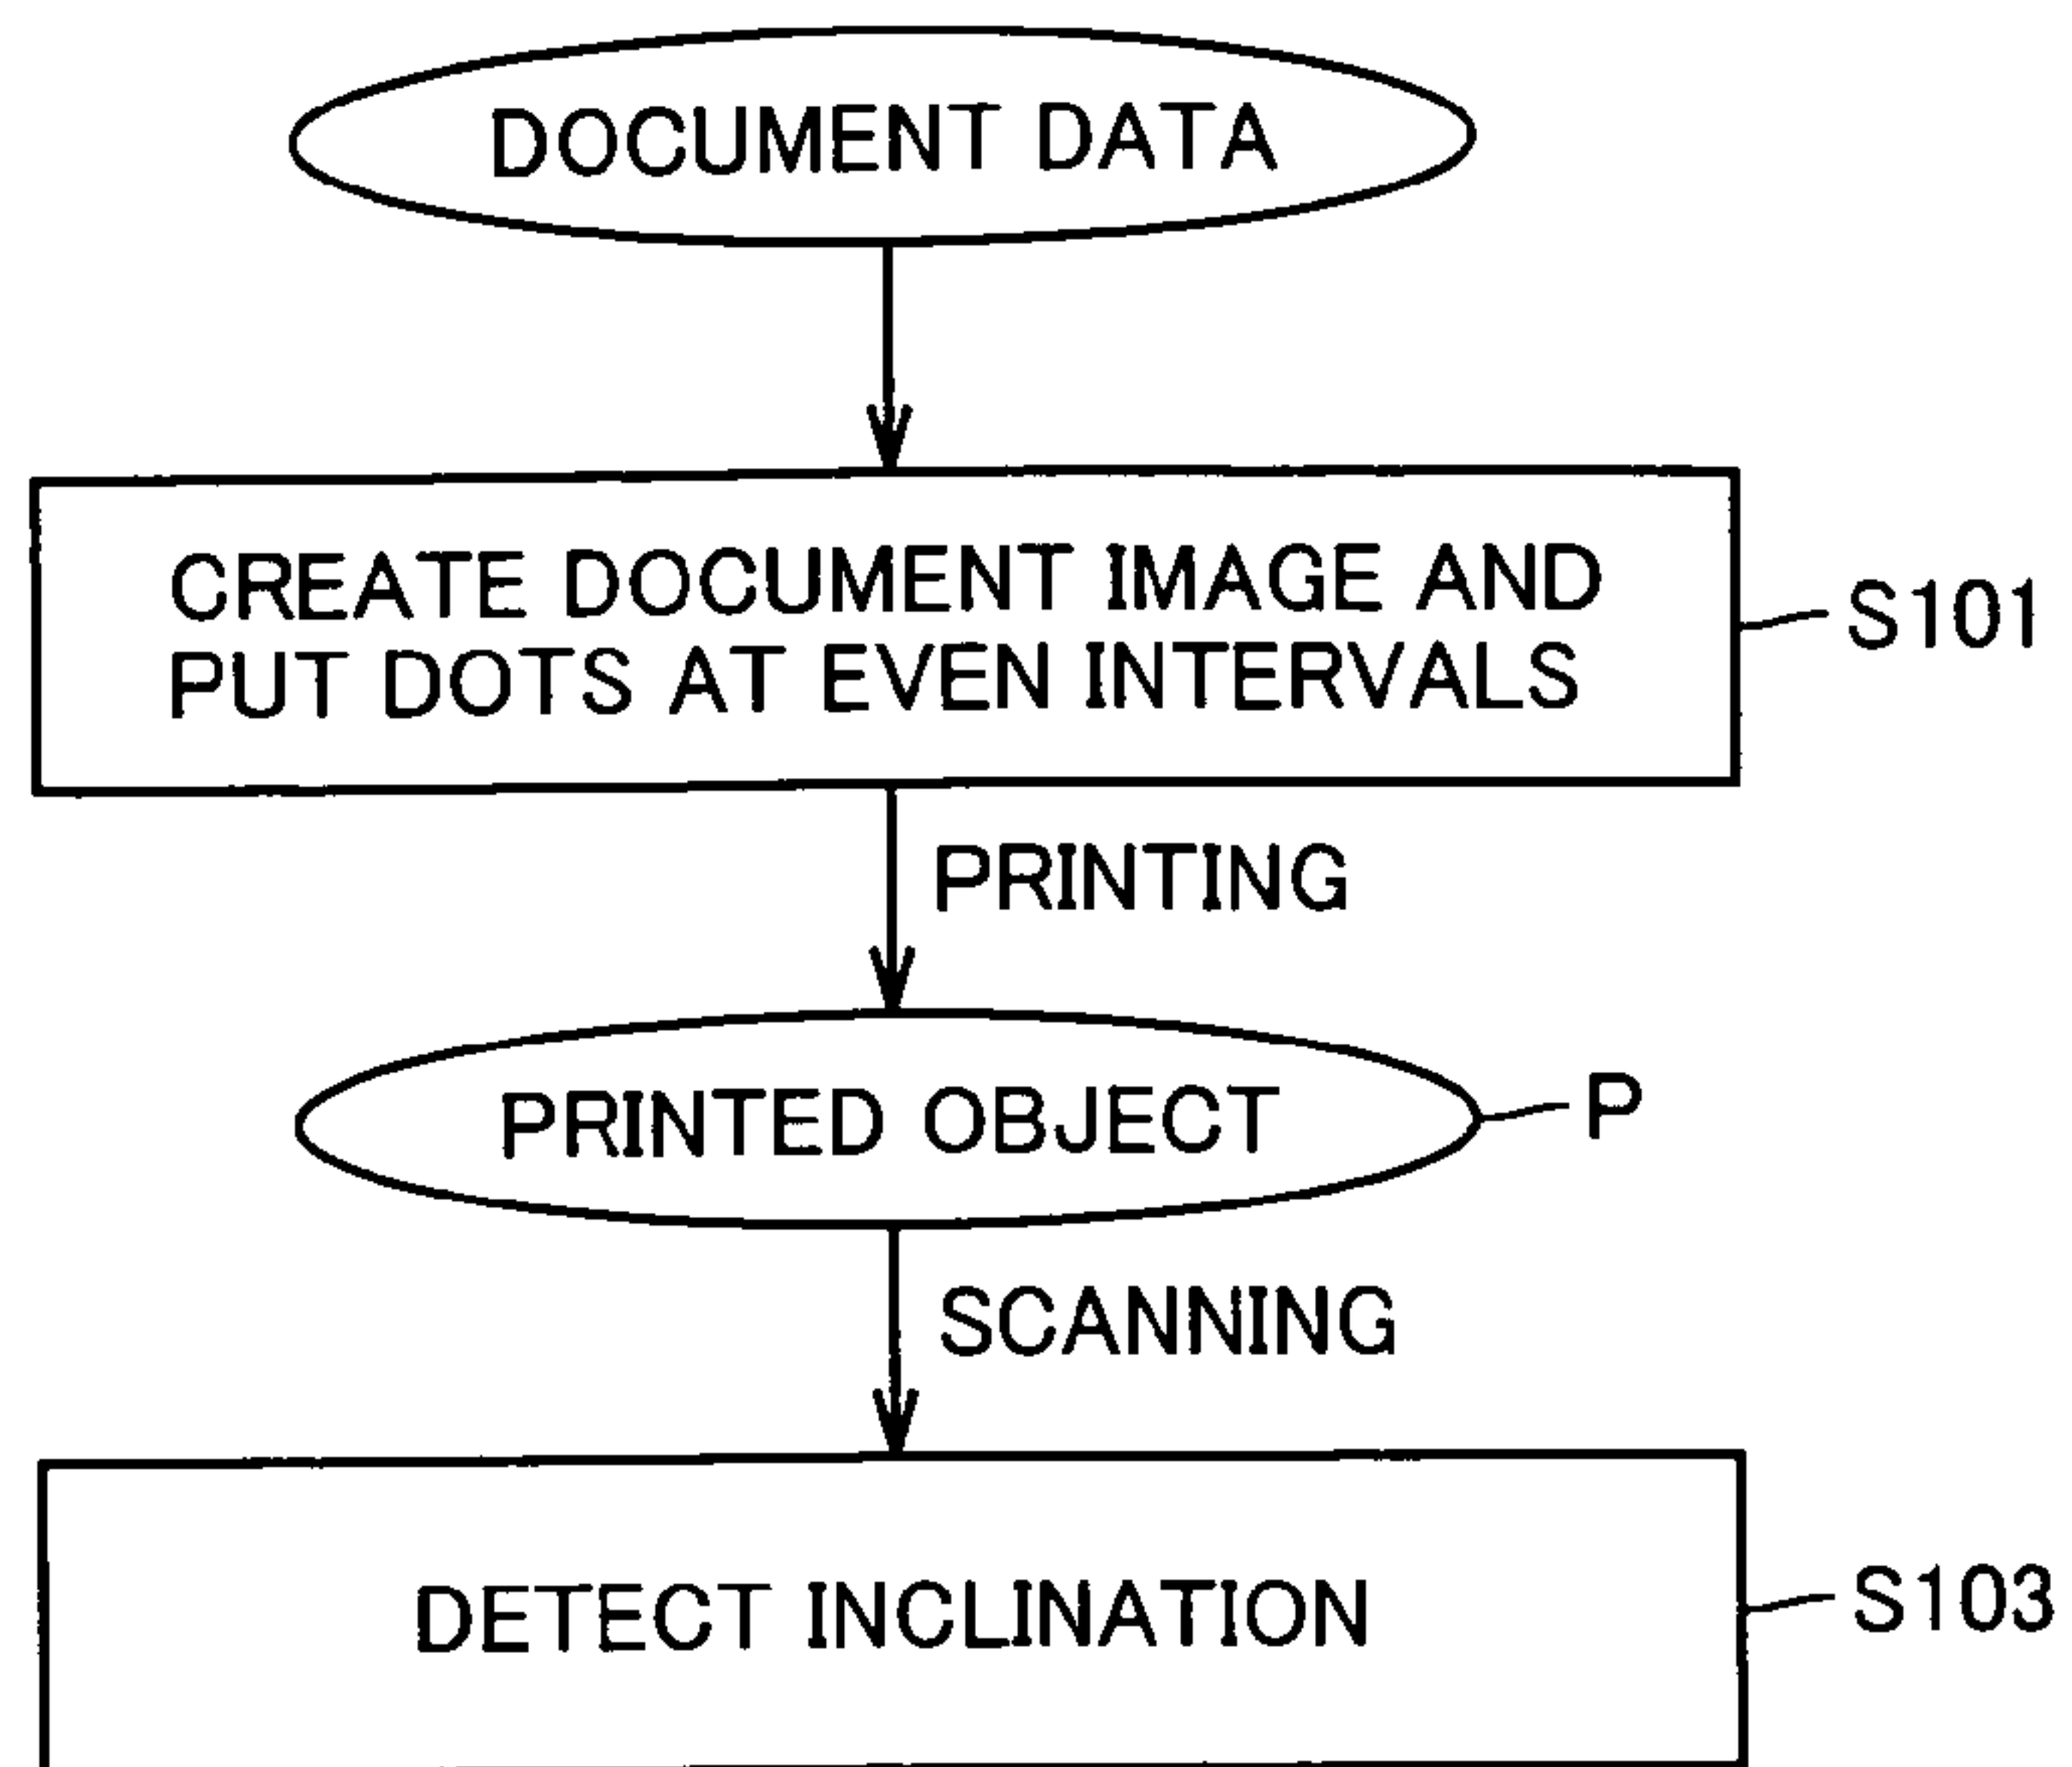 DOCUMENT DATA
CREATE DOCUMENT IMAGE AND
PUT DOTS AT EVEN INTERVALS
S101
PRINTING
PRINTED OBJECT
P
SCANNING
DETECT INCLINATION
S103